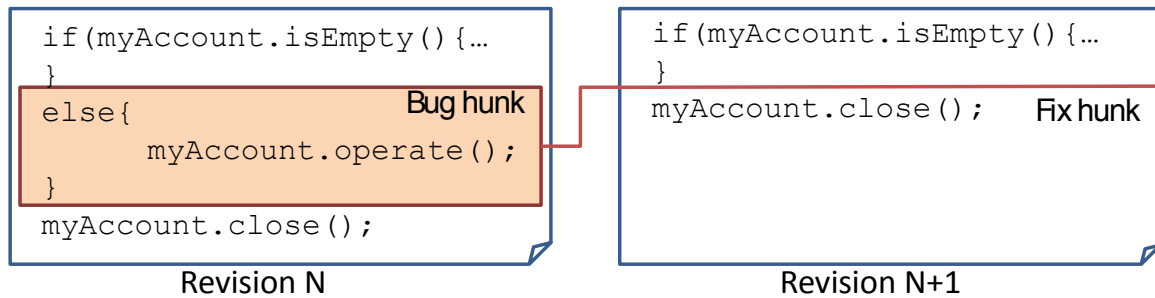 if(myAccount.isEmpty(){…
}
else{
Bug hunk
myAccount.operate();
}
myAccount.close();
Revision N
if(myAccount.isEmpty(){…
}
myAccount.close();
Fix hunk
Revision N+1